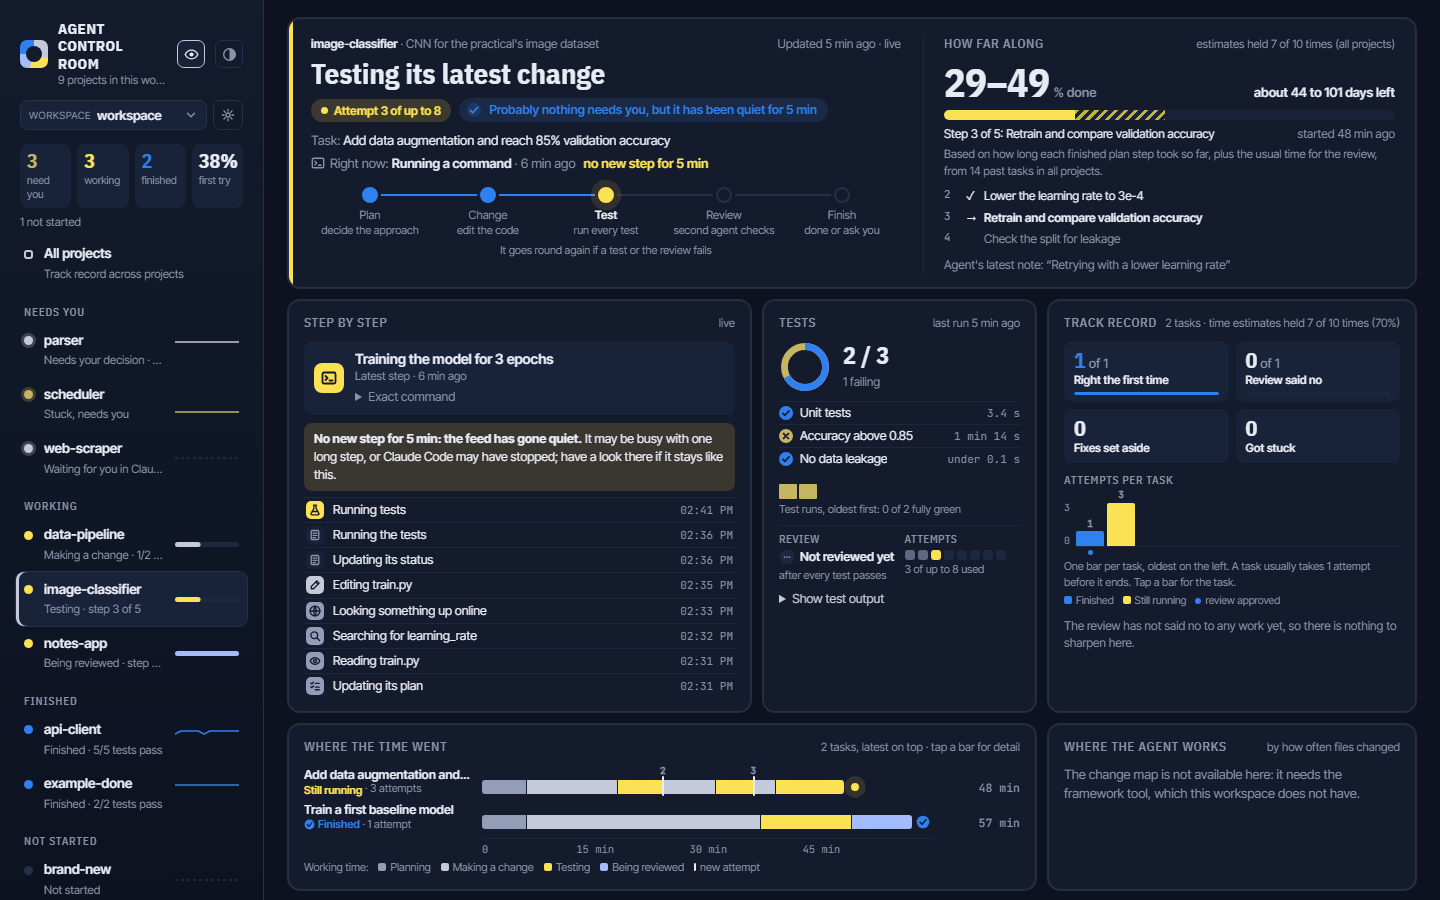 AGENT CONTROL ROOM
9 projects in this wo...
WORKSPACE workspace
3 need you
3 working
2 finished
38% first try
1 not started
All projects
Track record across projects
NEEDS YOU
parser
Needs your decision · ...
scheduler
Stuck, needs you
web-scraper
Waiting for you in Clau...
WORKING
data-pipeline
Making a change · 1/2 ...
image-classifier
Testing · step 3 of 5
notes-app
Being reviewed · step ...
FINISHED
api-client
Finished · 5/5 tests pass
example-done
Finished · 2/2 tests pass
NOT STARTED
brand-new
Not started
image-classifier · CNN for the practical's image dataset
Updated 5 min ago · live
Testing its latest change
Attempt 3 of up to 8
Probably nothing needs you, but it has been quiet for 5 min
Task: Add data augmentation and reach 85% validation accuracy
Right now: Running a command · 6 min ago no new step for 5 min
Plan
decide the approach
Change
edit the code
Test
run every test
Review
second agent checks
Finish
done or ask you
It goes round again if a test or the review fails
HOW FAR ALONG
estimates held 7 of 10 times (all projects)
29–49 % done
about 44 to 101 days left
Step 3 of 5: Retrain and compare validation accuracy
started 48 min ago
Based on how long each finished plan step took so far, plus the usual time for the review,
from 14 past tasks in all projects.
2 ✓ Lower the learning rate to 3e-4
3 → Retrain and compare validation accuracy
4 Check the split for leakage
Agent's latest note: “Retrying with a lower learning rate”
STEP BY STEP
live
Training the model for 3 epochs
Latest step · 6 min ago
Exact command
No new step for 5 min: the feed has gone quiet. It may be busy with one
long step, or Claude Code may have stopped; have a look there if it stays like
this.
Running tests 02:41 PM
Running the tests 02:36 PM
Updating its status 02:36 PM
Editing train.py 02:35 PM
Looking something up online 02:33 PM
Searching for learning_rate 02:32 PM
Reading train.py 02:31 PM
Updating its plan 02:31 PM
TESTS
last run 5 min ago
2 / 3
1 failing
Unit tests 3.4 s
Accuracy above 0.85 1 min 14 s
No data leakage under 0.1 s
Test runs, oldest first: 0 of 2 fully green
REVIEW
Not reviewed yet
after every test passes
ATTEMPTS
3 of up to 8 used
Show test output
TRACK RECORD
2 tasks · time estimates held 7 of 10 times (70%)
1 of 1
Right the first time
0 of 1
Review said no
0
Fixes set aside
0
Got stuck
ATTEMPTS PER TASK
3
3
1
0
One bar per task, oldest on the left. A task usually takes 1 attempt
before it ends. Tap a bar for the task.
Finished Still running review approved
The review has not said no to any work yet, so there is nothing to
sharpen here.
WHERE THE TIME WENT
2 tasks, latest on top · tap a bar for detail
2 3
Add data augmentation and...
Still running · 3 attempts
48 min
Train a first baseline model
Finished · 1 attempt
57 min
0 15 min 30 min 45 min
Working time: Planning Making a change Testing Being reviewed new attempt
WHERE THE AGENT WORKS
by how often files changed
The change map is not available here: it needs the
framework tool, which this workspace does not have.